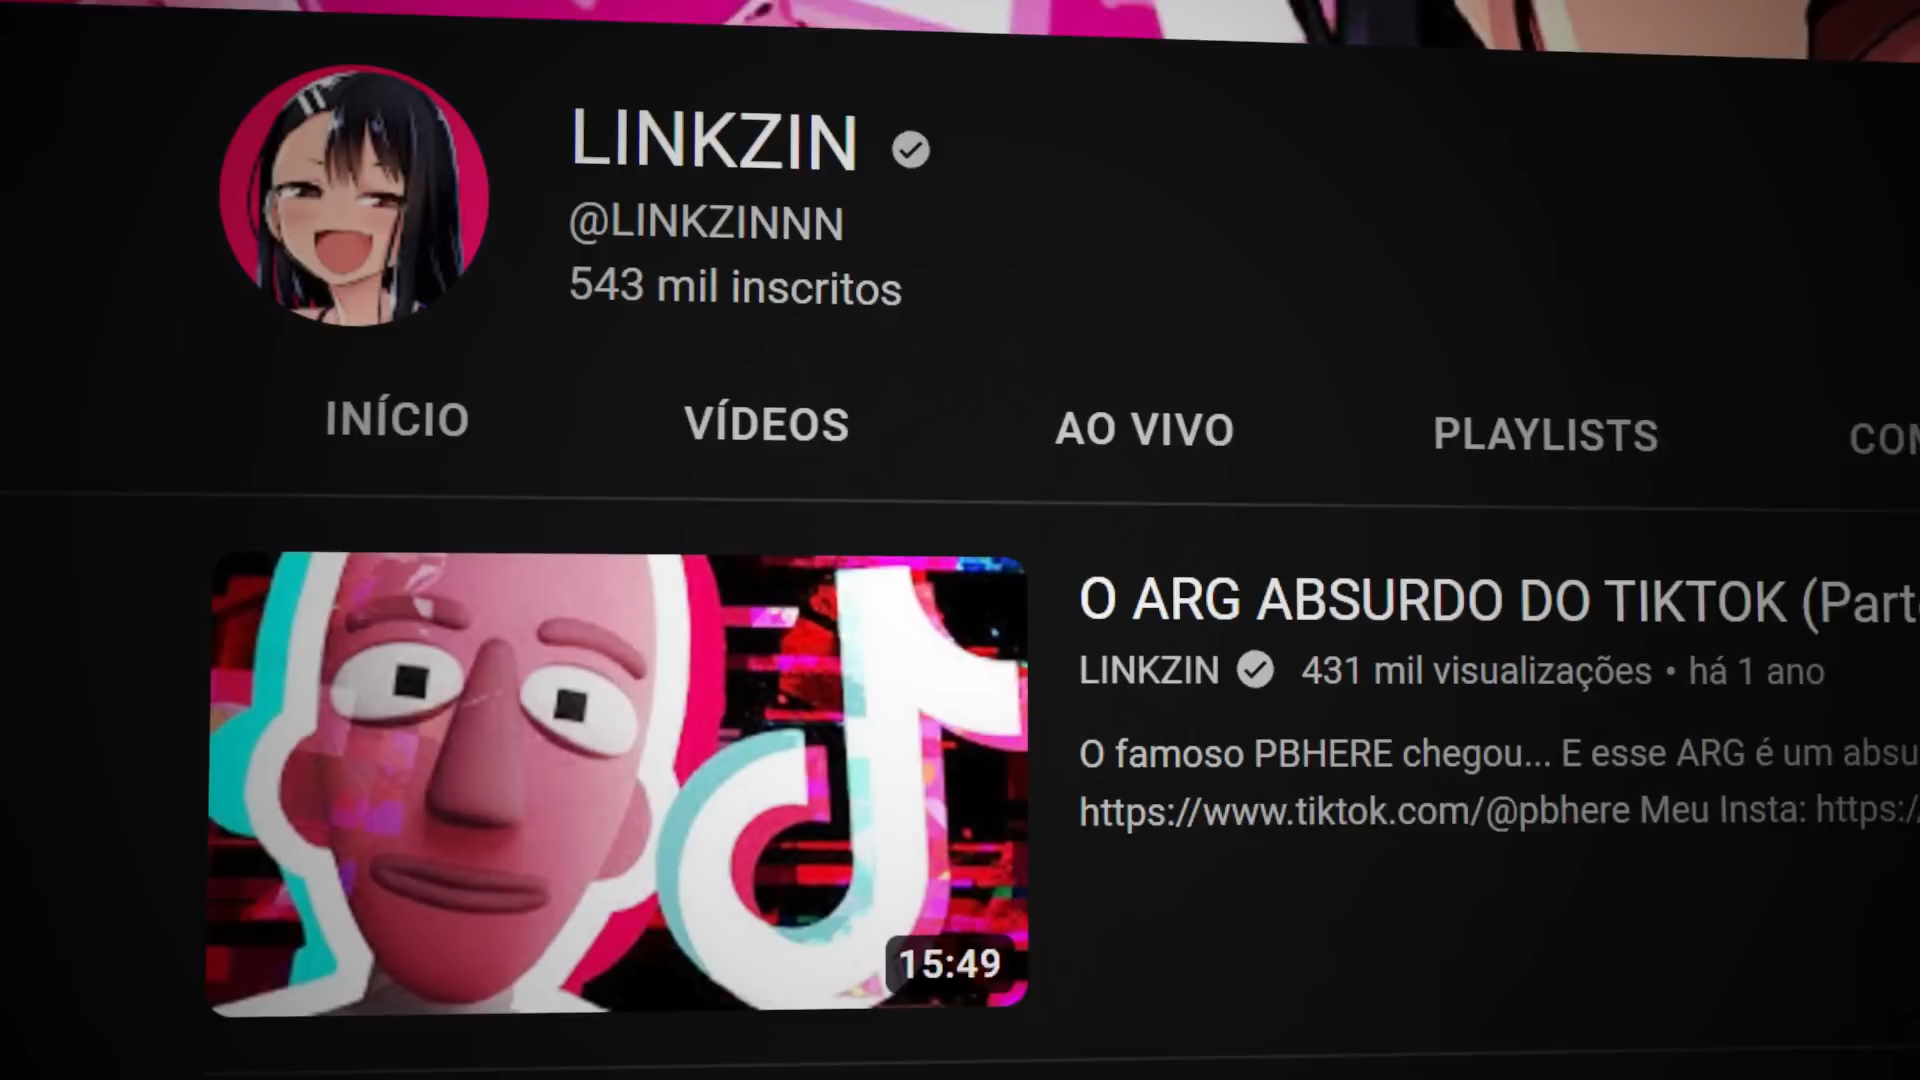 LINKZIN
@LINKZINNN
543 mil inscritos
INÍCIO VÍDEOS AO VIVO PLAYLISTS
O ARG ABSURDO DO TIKTOK
LINKZIN 431 mil visualizações • há 1 ano
O famoso PBHERE chegou... E esse ARG é um
https://www.tiktok.com/@pbhere Meu Insta:
15:49